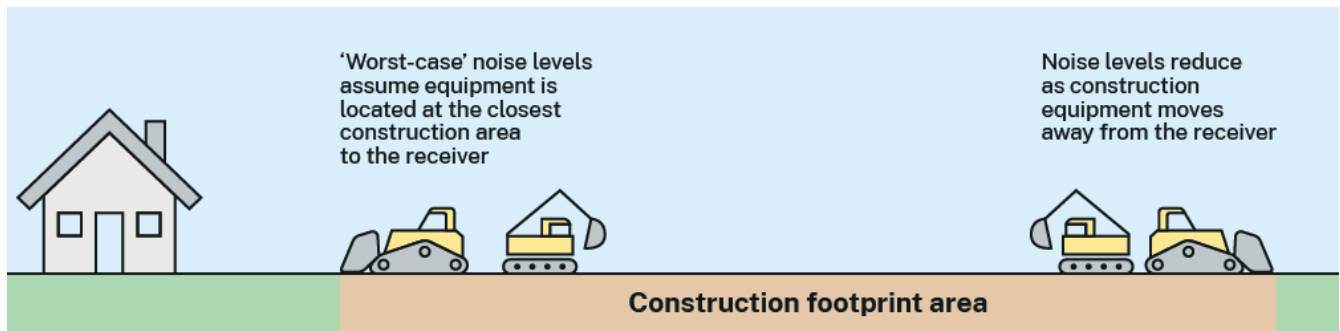 ‘Worst-case’ noise levels
assume equipment is
located at the closest
construction area
to the receiver
Noise levels reduce
as construction
equipment moves
away from the receiver
Construction footprint area